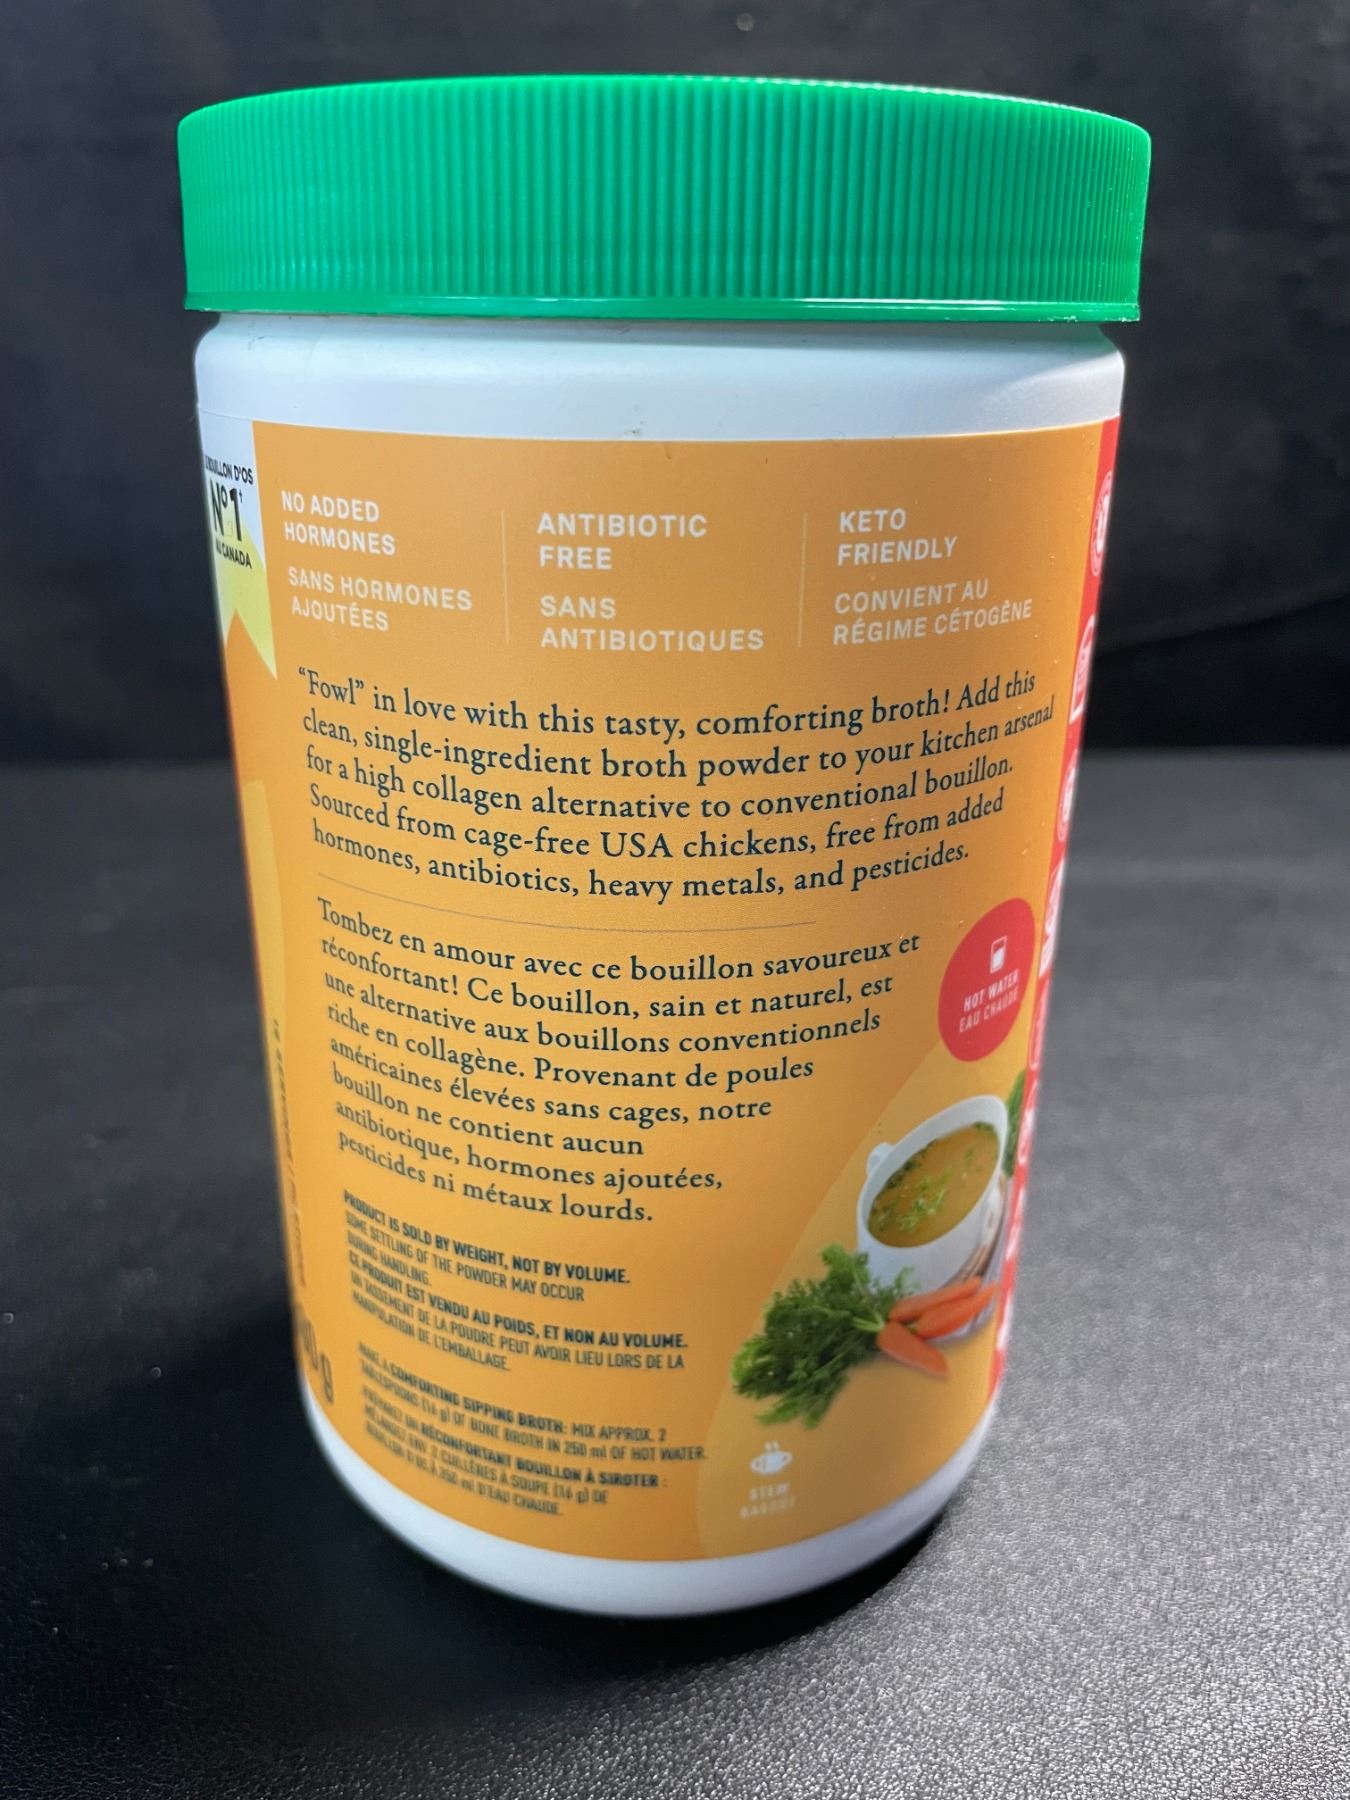 BOUILLON D'OS
Nº1†
AU CANADA
NO ADDED
HORMONES
SANS HORMONES
AJOUTÉES
ANTIBIOTIC
FREE
SANS
ANTIBIOTIQUES
KETO
FRIENDLY
CONVIENT AU
RÉGIME CÉTOGÈNE
“Fowl” in love with this tasty, comforting broth! Add this
clean, single-ingredient broth powder to your kitchen arsenal
for a high collagen alternative to conventional bouillon.
Sourced from cage-free USA chickens, free from added
hormones, antibiotics, heavy metals, and pesticides.
Tombez en amour avec ce bouillon savoureux et
réconfortant! Ce bouillon, sain et naturel, est
une alternative aux bouillons conventionnels
riche en collagène. Provenant de poules
américaines élevées sans cages, notre
bouillon ne contient aucun
antibiotique, hormones ajoutées,
pesticides ni métaux lourds.
HOT WATER
EAU CHAUDE
PRODUCT IS SOLD BY WEIGHT, NOT BY VOLUME.
SOME SETTLING OF THE POWDER MAY OCCUR
DURING HANDLING.
CE PRODUIT EST VENDU AU POIDS, ET NON AU VOLUME.
UN TASSEMENT DE LA POUDRE PEUT AVOIR LIEU LORS DE LA
MANIPULATION DE L'EMBALLAGE.
MAKE A COMFORTING SIPPING BROTH: MIX APPROX. 2
TABLESPOONS (16 g) OF BONE BROTH IN 250 ml OF HOT WATER.
PRÉPAREZ UN RÉCONFORTANT BOUILLON À SIROTER :
MÉLANGEZ ENV. 2 CUILLÈRES À SOUPE (16 g) DE
BOUILLON D'OS À 250 ml D'EAU CHAUDE.
STEW
RAGOÛT